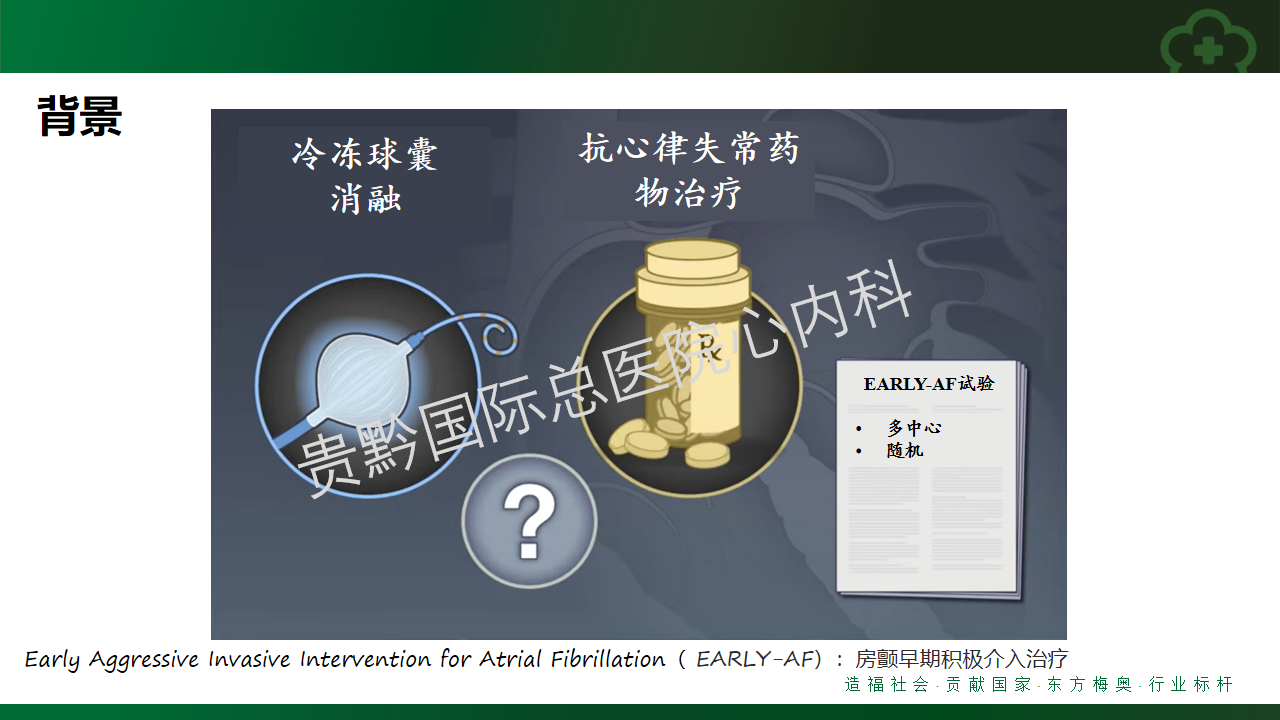 背景
冷冻球囊
消融
抗心律失常药
物治疗
Rx
贵黔国际总医院心内科
EARLY-AF试验
• 多中心
• 随机
?
Early Aggressive Invasive Intervention for Atrial Fibrillation（ EARLY-AF）：房颤早期积极介入治疗
造福社会·贡献国家·东方梅奥·行业标杆